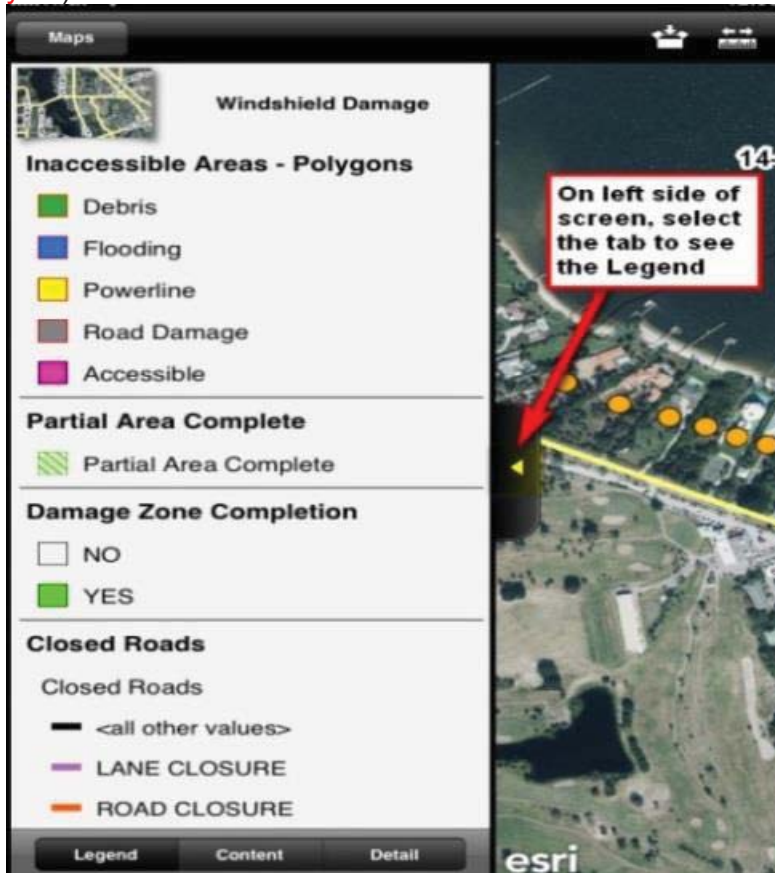 Maps
Windshield Damage
Inaccessible Areas - Polygons
Debris
Flooding
Powerline
Road Damage
Accessible
Partial Area Complete
Partial Area Complete
Damage Zone Completion
NO
YES
Closed Roads
Closed Roads
<all other values>
LANE CLOSURE
ROAD CLOSURE
Legend Content Detail
14
On left side of
screen, select
the tab to see
the Legend
esri